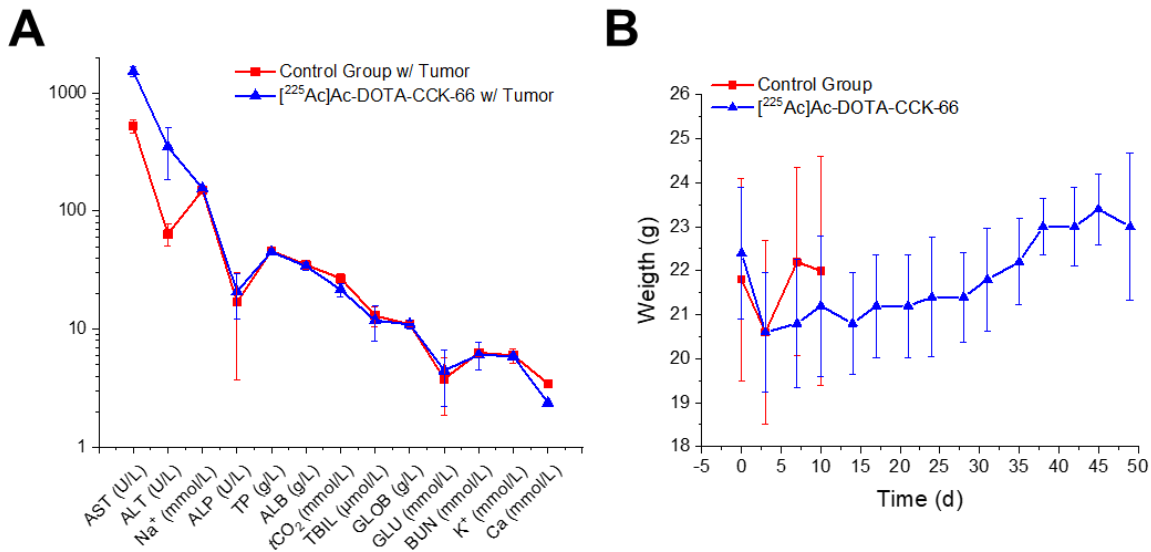 A
Control Group w/ Tumor
[²²⁵Ac]Ac-DOTA-CCK-66 w/ Tumor
1000
100
10
1
AST (U/L)
ALT (U/L)
Na⁺ (mmol/L)
ALP (U/L)
TP (g/L)
ALB (g/L)
tCO₂ (mmol/L)
TBIL (μmol/L)
GLOB (g/L)
GLU (mmol/L)
BUN (mmol/L)
K⁺ (mmol/L)
Ca (mmol/L)
B
Control Group
[²²⁵Ac]Ac-DOTA-CCK-66
Weigth (g)
26
25
24
23
22
21
20
19
18
-5 0 5 10 15 20 25 30 35 40 45 50
Time (d)